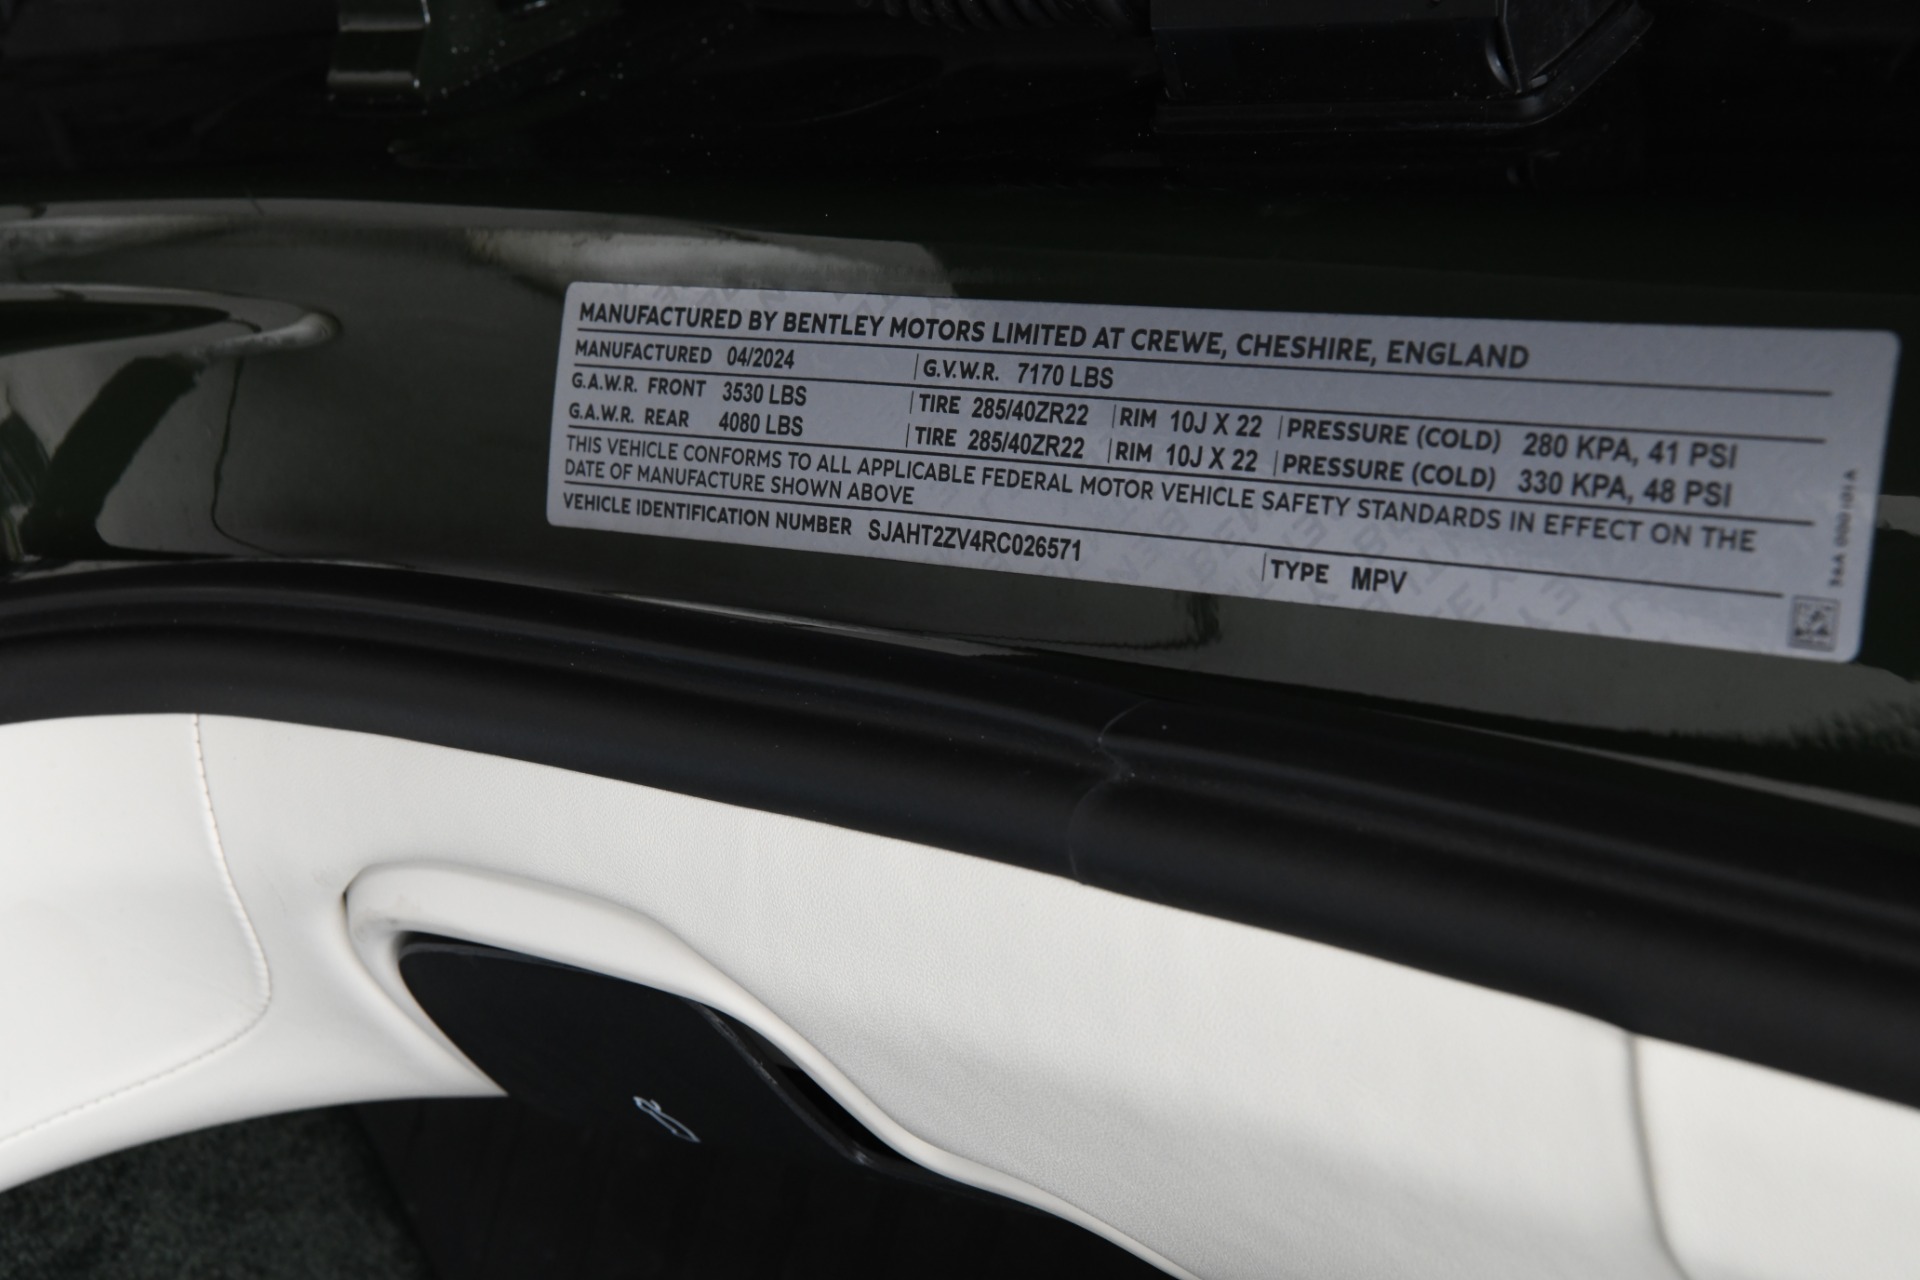 MANUFACTURED BY BENTLEY MOTORS LIMITED AT CREWE, CHESHIRE, ENGLAND
MANUFACTURED 04/2024 G.V.W.R. 7170 LBS
G.A.W.R. FRONT 3530 LBS TIRE 285/40ZR22 RIM 10J X 22 PRESSURE (COLD) 280 KPA, 41 PSI
G.A.W.R. REAR 4080 LBS TIRE 285/40ZR22 RIM 10J X 22 PRESSURE (COLD) 330 KPA, 48 PSI
THIS VEHICLE CONFORMS TO ALL APPLICABLE FEDERAL MOTOR VEHICLE SAFETY STANDARDS IN EFFECT ON THE
DATE OF MANUFACTURE SHOWN ABOVE
VEHICLE IDENTIFICATION NUMBER SJAHT2ZV4RC026571 TYPE MPV